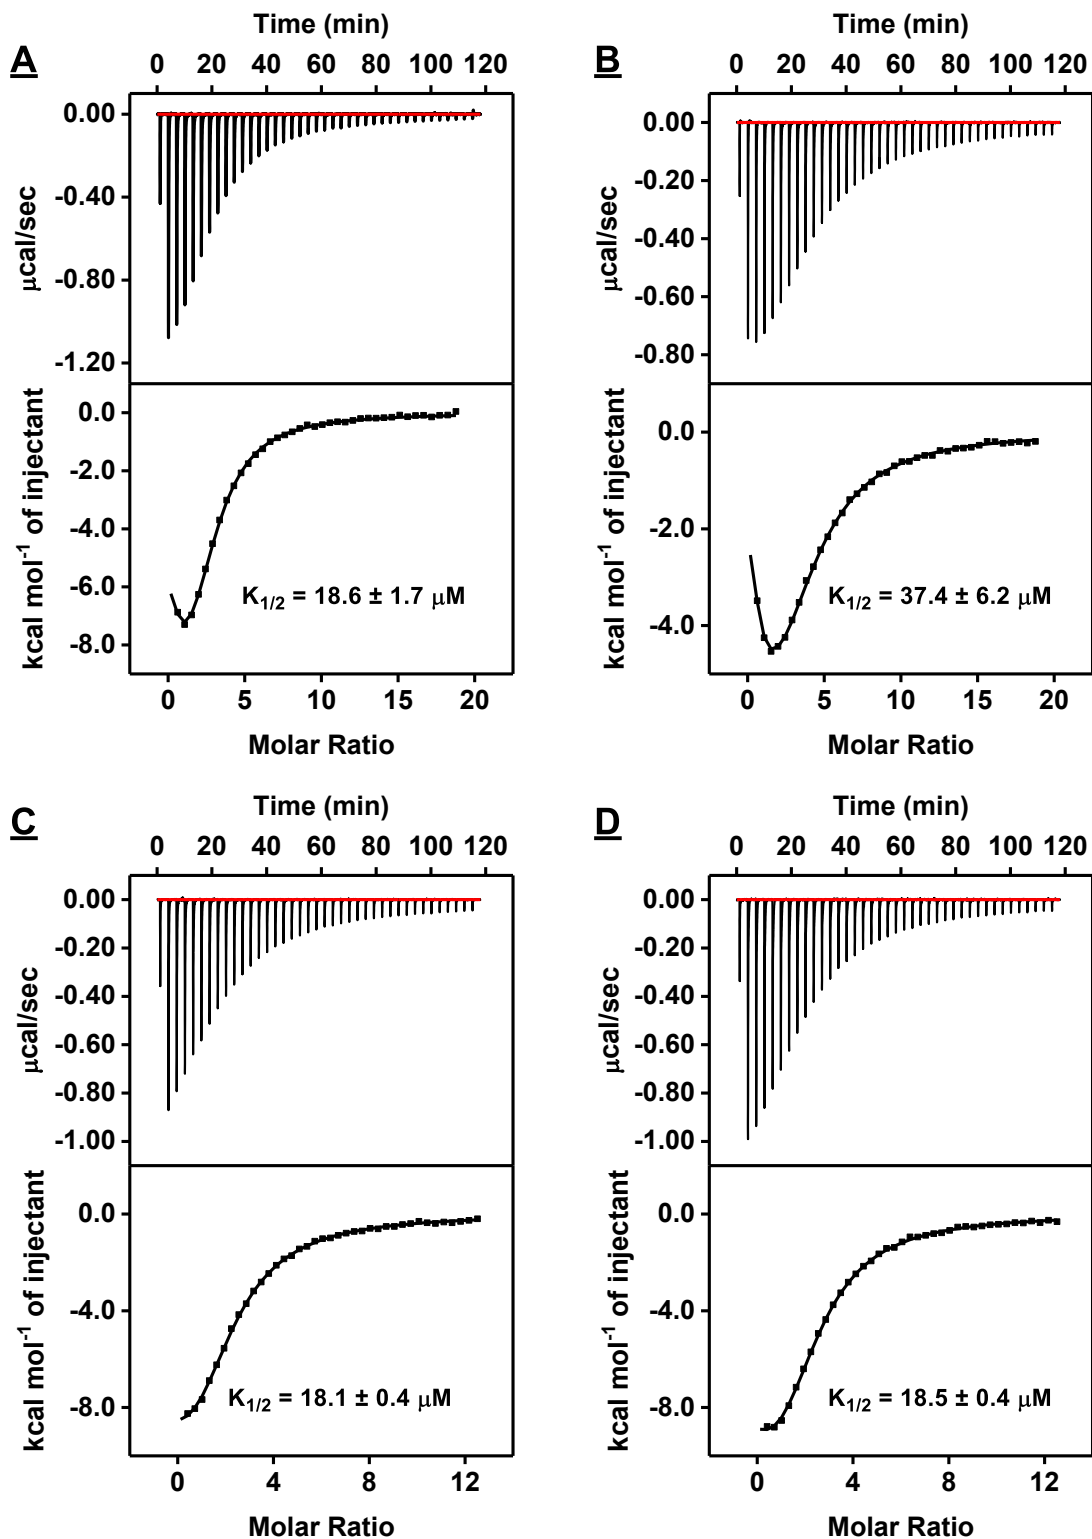 A
Time (min)
0 20 40 60 80 100 120
0.00
-0.40
-0.80
-1.20
μcal/sec
0.0
-2.0
-4.0
-6.0
-8.0
kcal mol-1 of injectant
K1/2 = 18.6 ± 1.7 μM
0 5 10 15 20
Molar Ratio
B
Time (min)
0 20 40 60 80 100 120
0.00
-0.20
-0.40
-0.60
-0.80
μcal/sec
0.0
-2.0
-4.0
kcal mol-1 of injectant
K1/2 = 37.4 ± 6.2 μM
0 5 10 15 20
Molar Ratio
C
Time (min)
0 20 40 60 80 100 120
0.00
-0.20
-0.40
-0.60
-0.80
-1.00
μcal/sec
0.0
-4.0
-8.0
kcal mol-1 of injectant
K1/2 = 18.1 ± 0.4 μM
0 4 8 12
Molar Ratio
D
Time (min)
0 20 40 60 80 100 120
0.00
-0.20
-0.40
-0.60
-0.80
-1.00
μcal/sec
0.0
-4.0
-8.0
kcal mol-1 of injectant
K1/2 = 18.5 ± 0.4 μM
0 4 8 12
Molar Ratio